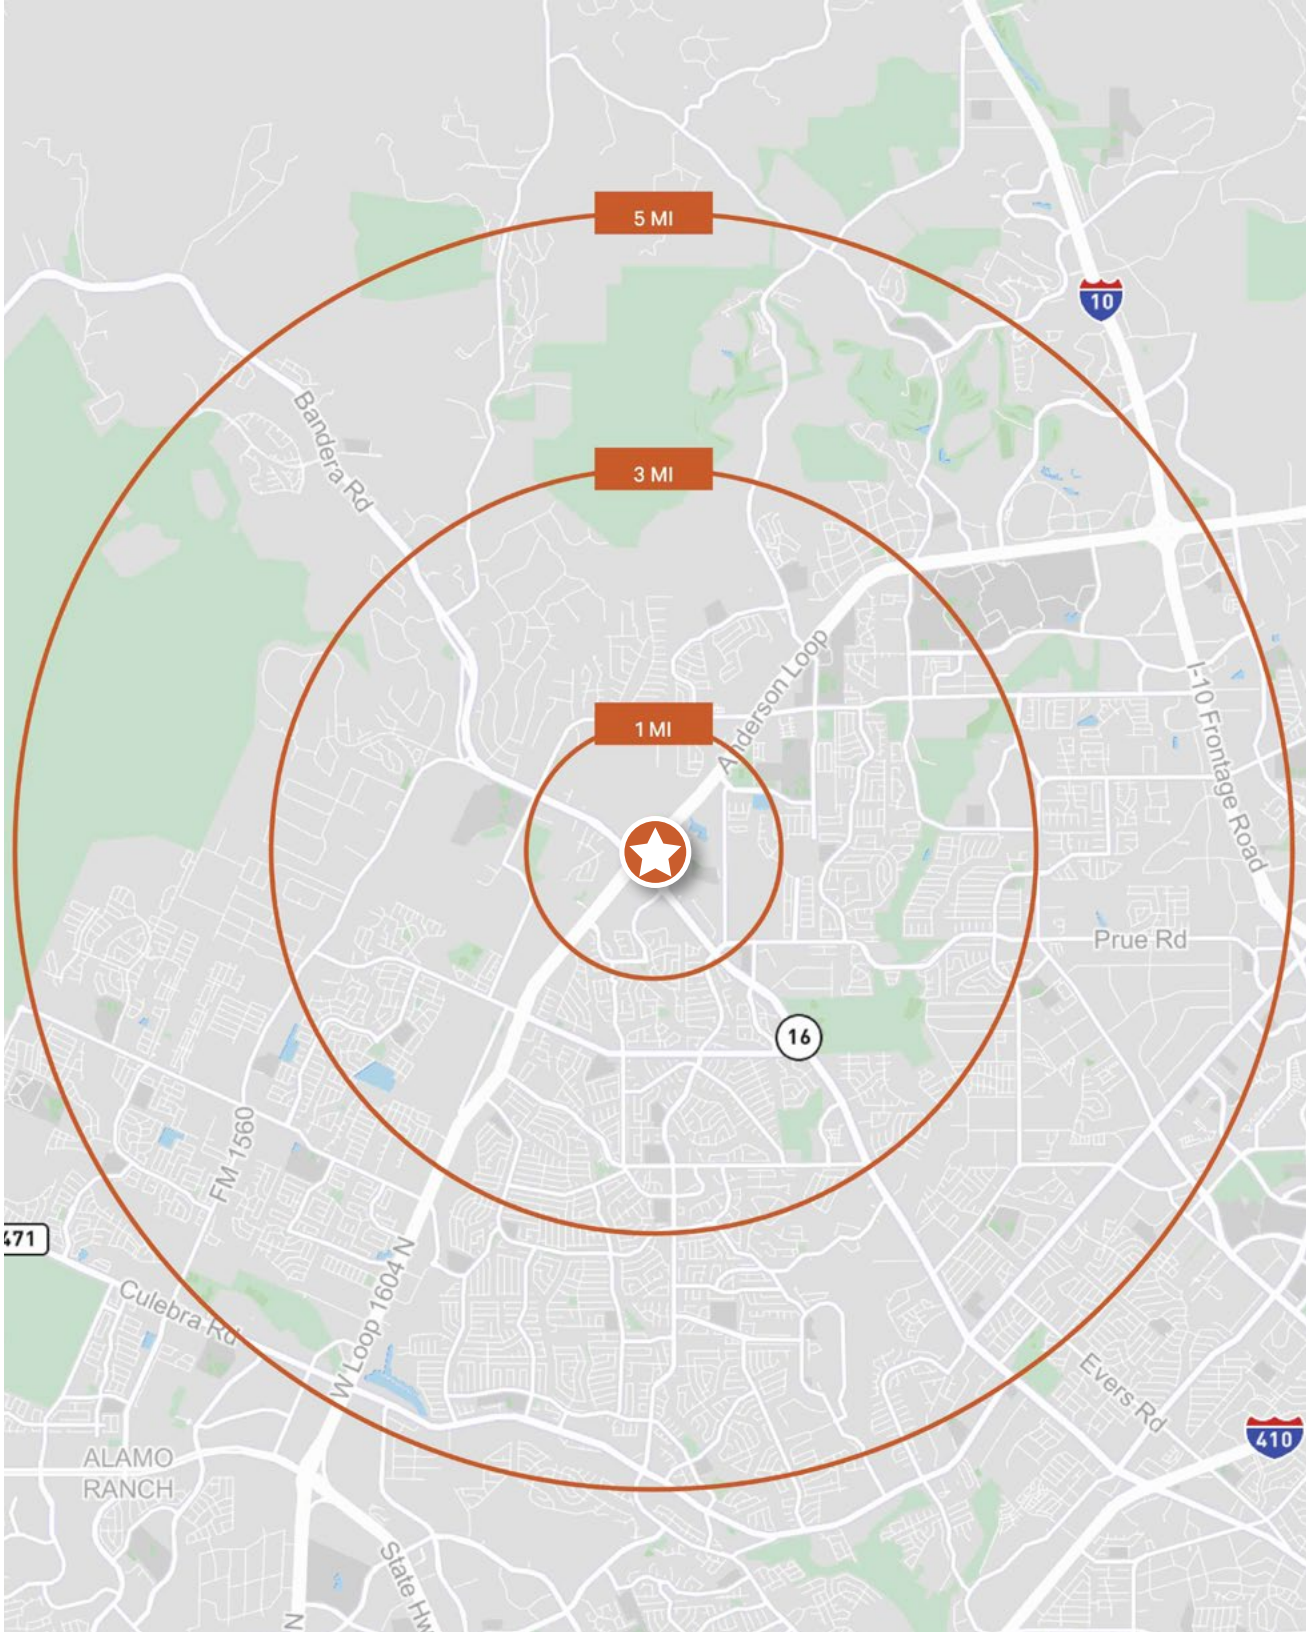 5 MI
10
Bandera Rd
3 MI
Anderson Loop
I-10 Frontage Road
1 MI
Prue Rd
16
FM 1560
471
Culebra Rd
W Loop 1604 N
Evers Rd
410
ALAMO
RANCH
State Hw
N